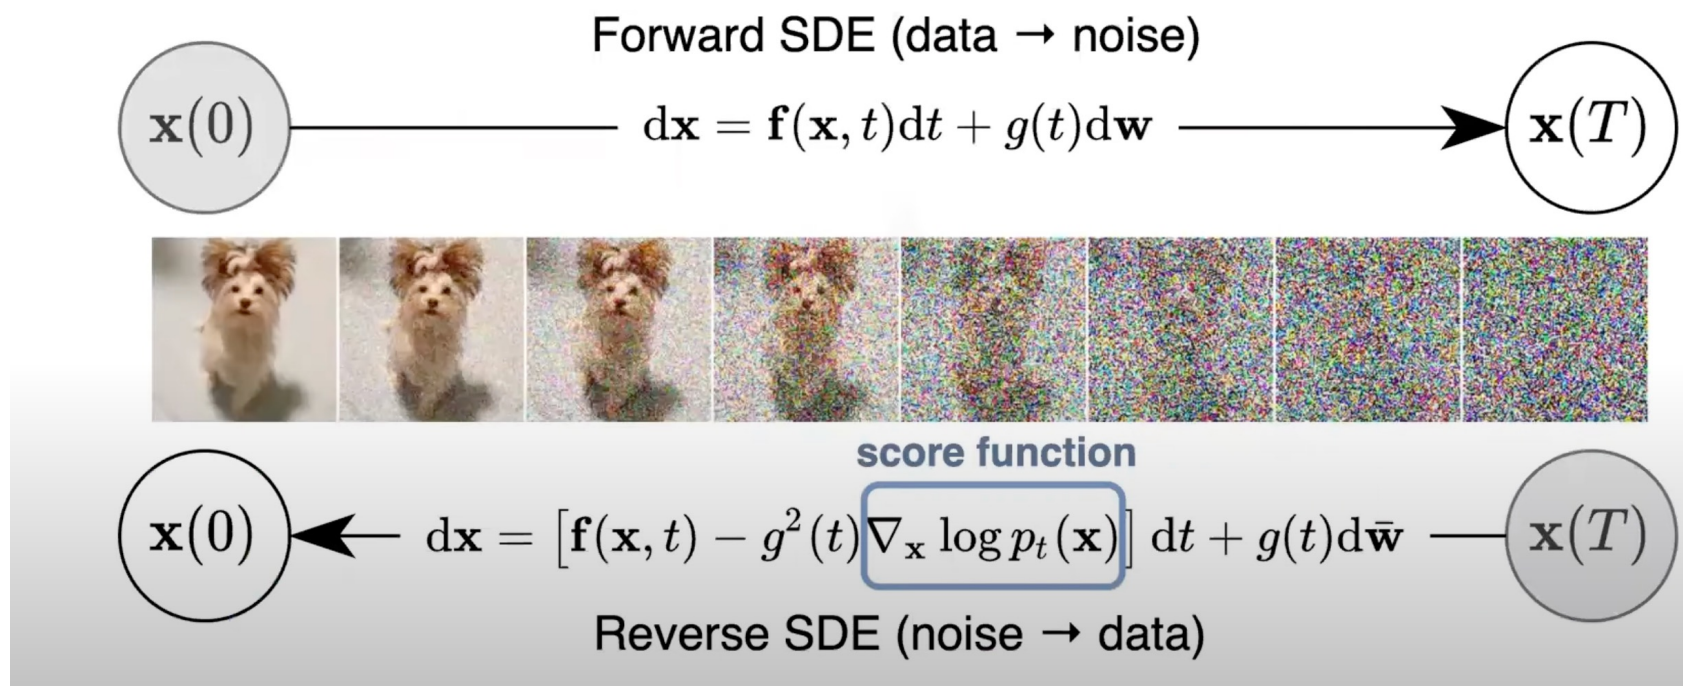 Forward SDE (data → noise)
x(0) dx = f(x, t)dt + g(t)dw x(T)
score function
x(0) dx = [f(x, t) − g²(t)∇ₓ log pₜ(x)] dt + g(t)dw̄ x(T)
Reverse SDE (noise → data)